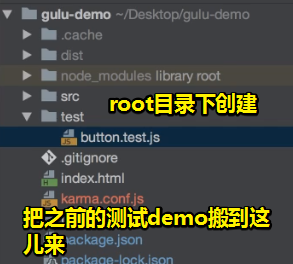 gulu-demo ~/Desktop/gulu-demo
.cache
dist
node_modules library root
src
root目录下创建
test
button.test.js
.gitignore
index.html
karma.conf.js
把之前的测试demo搬到这
儿来
package.json
package-lock.json